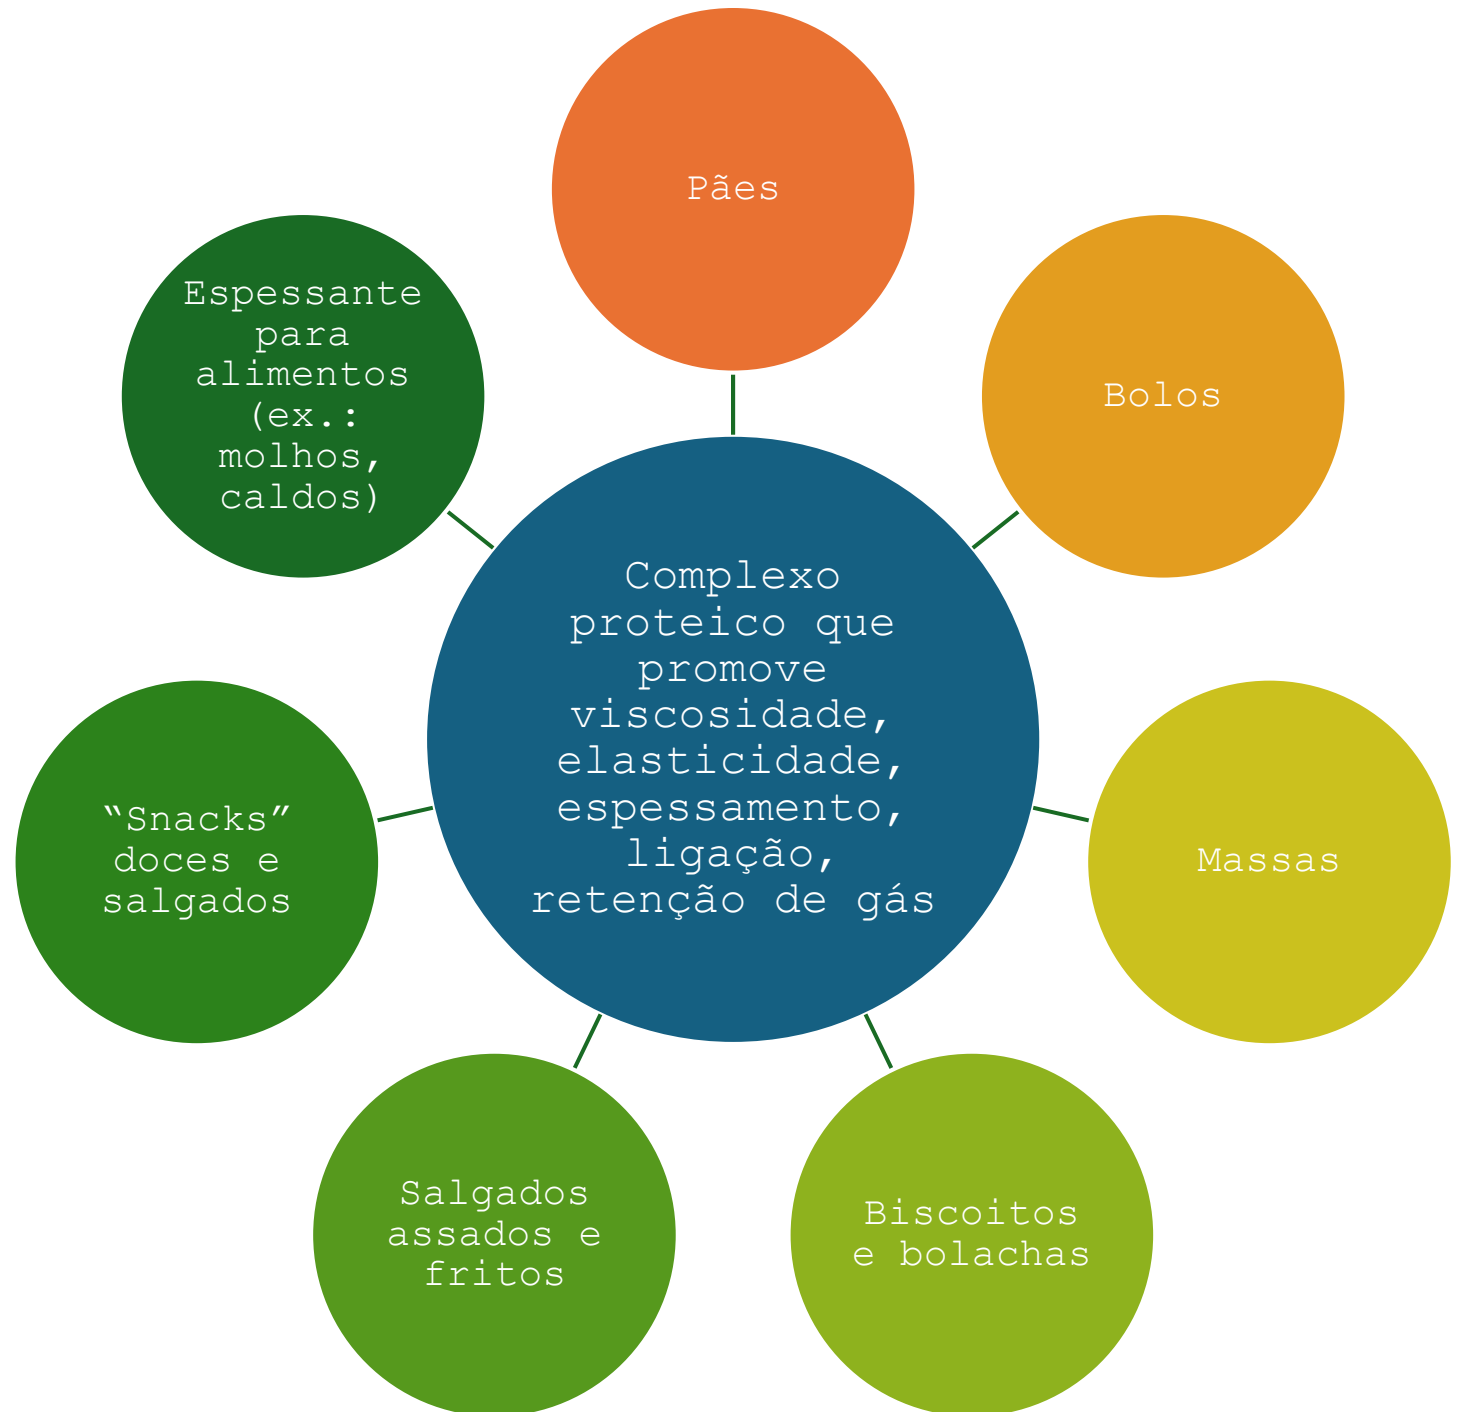 Pães
Bolos
Massas
Biscoitos
e bolachas
Salgados
assados e
fritos
“Snacks”
doces e
salgados
Espessante
para
alimentos
(ex.:
molhos,
caldos)
Complexo
proteico que
promove
viscosidade,
elasticidade,
espessamento,
ligação,
retenção de gás